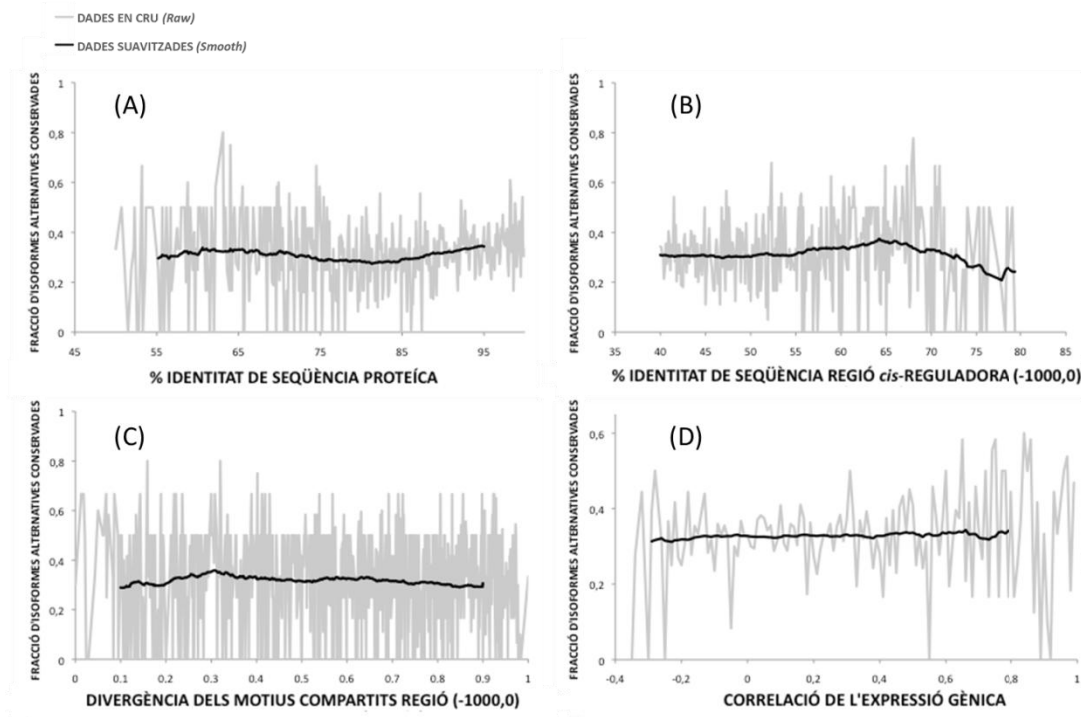 DADES EN CRU (Raw)
DADES SUAVITZADES (Smooth)
FRACCIÓ D'ISOFORMES ALTERNATIVES CONSERVADES
(A)
1
0,8
0,6
0,4
0,2
0
45 55 65 75 85 95
% IDENTITAT DE SEQÜÈNCIA PROTEÍCA
FRACCIÓ D'ISOFORMES ALTERNATIVES CONSERVADES
(B)
1
0,8
0,6
0,4
0,2
0
35 40 45 50 55 60 65 70 75 80 85
% IDENTITAT DE SEQÜÈNCIA REGIÓ cis-REGULADORA (-1000,0)
FRACCIÓ D'ISOFORMES ALTERNATIVES CONSERVADES
(C)
1
0,8
0,6
0,4
0,2
0
0 0.1 0.2 0.3 0.4 0.5 0.6 0.7 0.8 0.9 1
DIVERGÈNCIA DELS MOTIUS COMPARTITS REGIÓ (-1000,0)
FRACCIÓ D'ISOFORMES ALTERNATIVES CONSERVADES
(D)
0,6
0,4
0,2
0
-0,4 -0,2 0 0,2 0,4 0,6 0,8 1
CORRELACIÓ DE L'EXPRESSIÓ GÈNICA